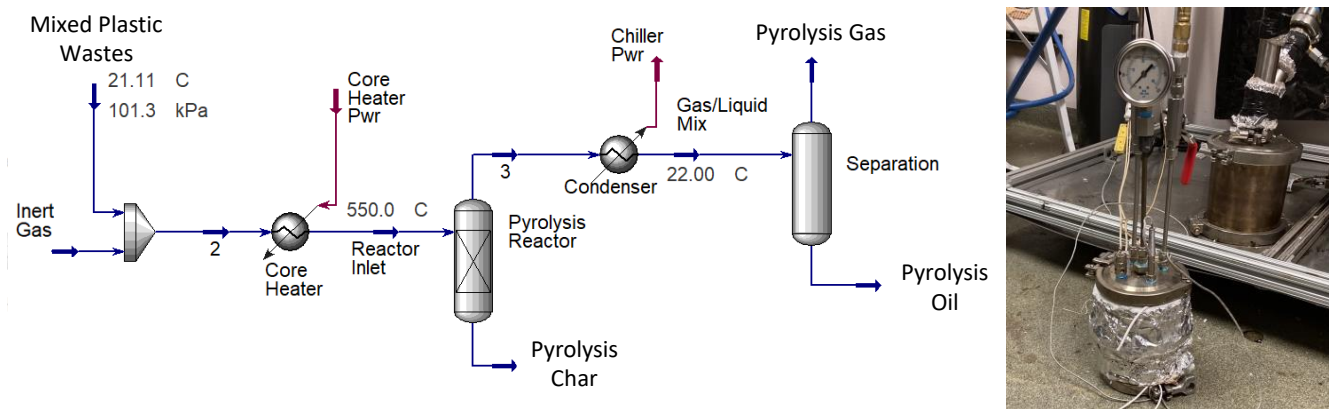 Mixed Plastic
Wastes
21.11 C
101.3 kPa
Core
Heater
Pwr
Chiller
Pwr
Pyrolysis Gas
Gas/Liquid
Mix
3
Condenser
22.00 C
Separation
Inert
Gas
2
550.0 C
Core
Heater
Reactor
Inlet
Pyrolysis
Reactor
Pyrolysis
Oil
Pyrolysis
Char